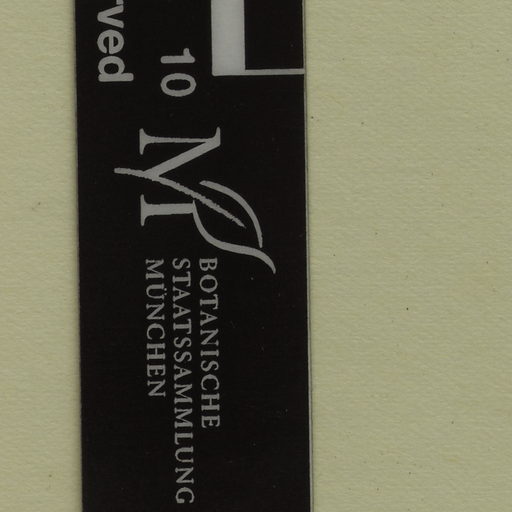 rved
10
M
BOTANISCHE
STAATSSAMMLUNG
MÜNCHEN